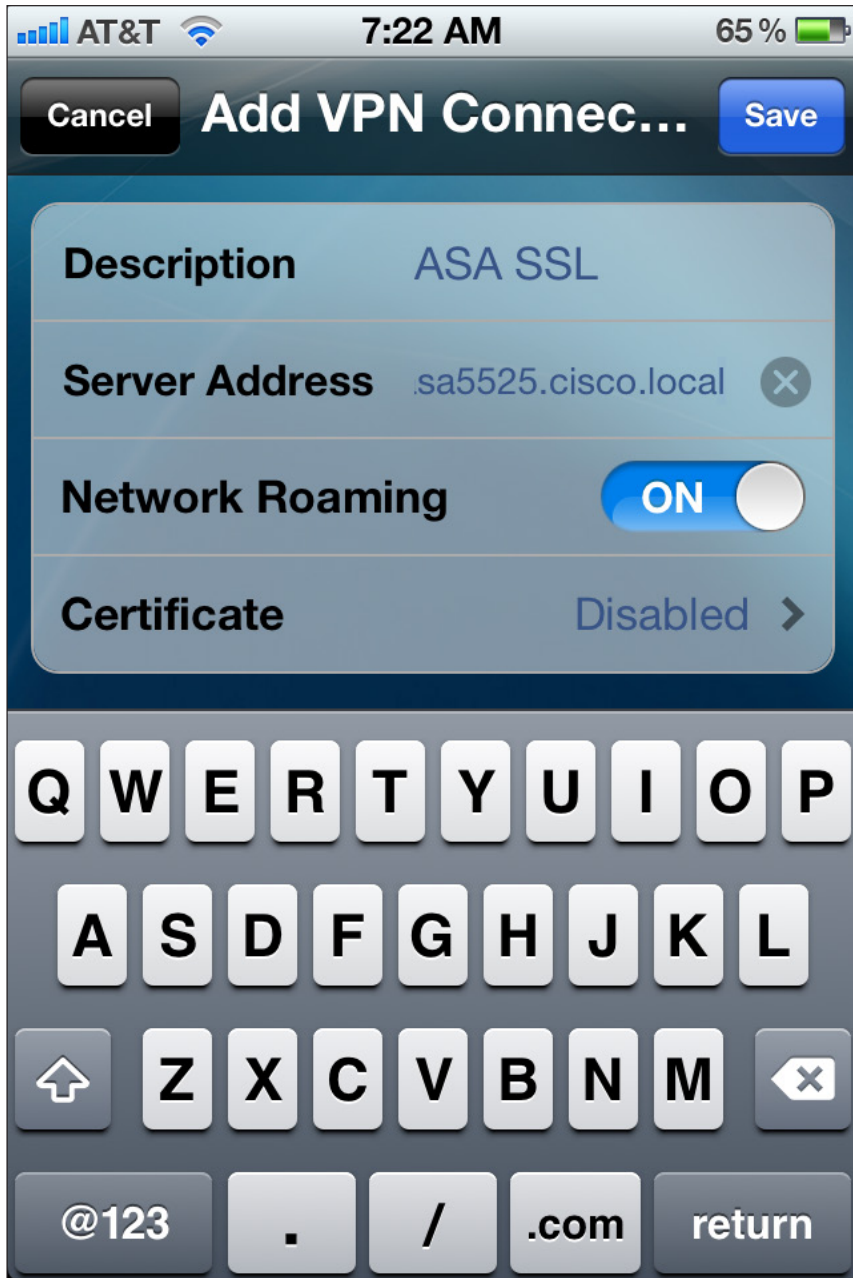 AT&T 7:22 AM 65%
Cancel Add VPN Connec... Save
Description ASA SSL
Server Address .sa5525.cisco.local
Network Roaming ON
Certificate Disabled
Q W E R T Y U I O P
A S D F G H J K L
Z X C V B N M
@123 . / .com return